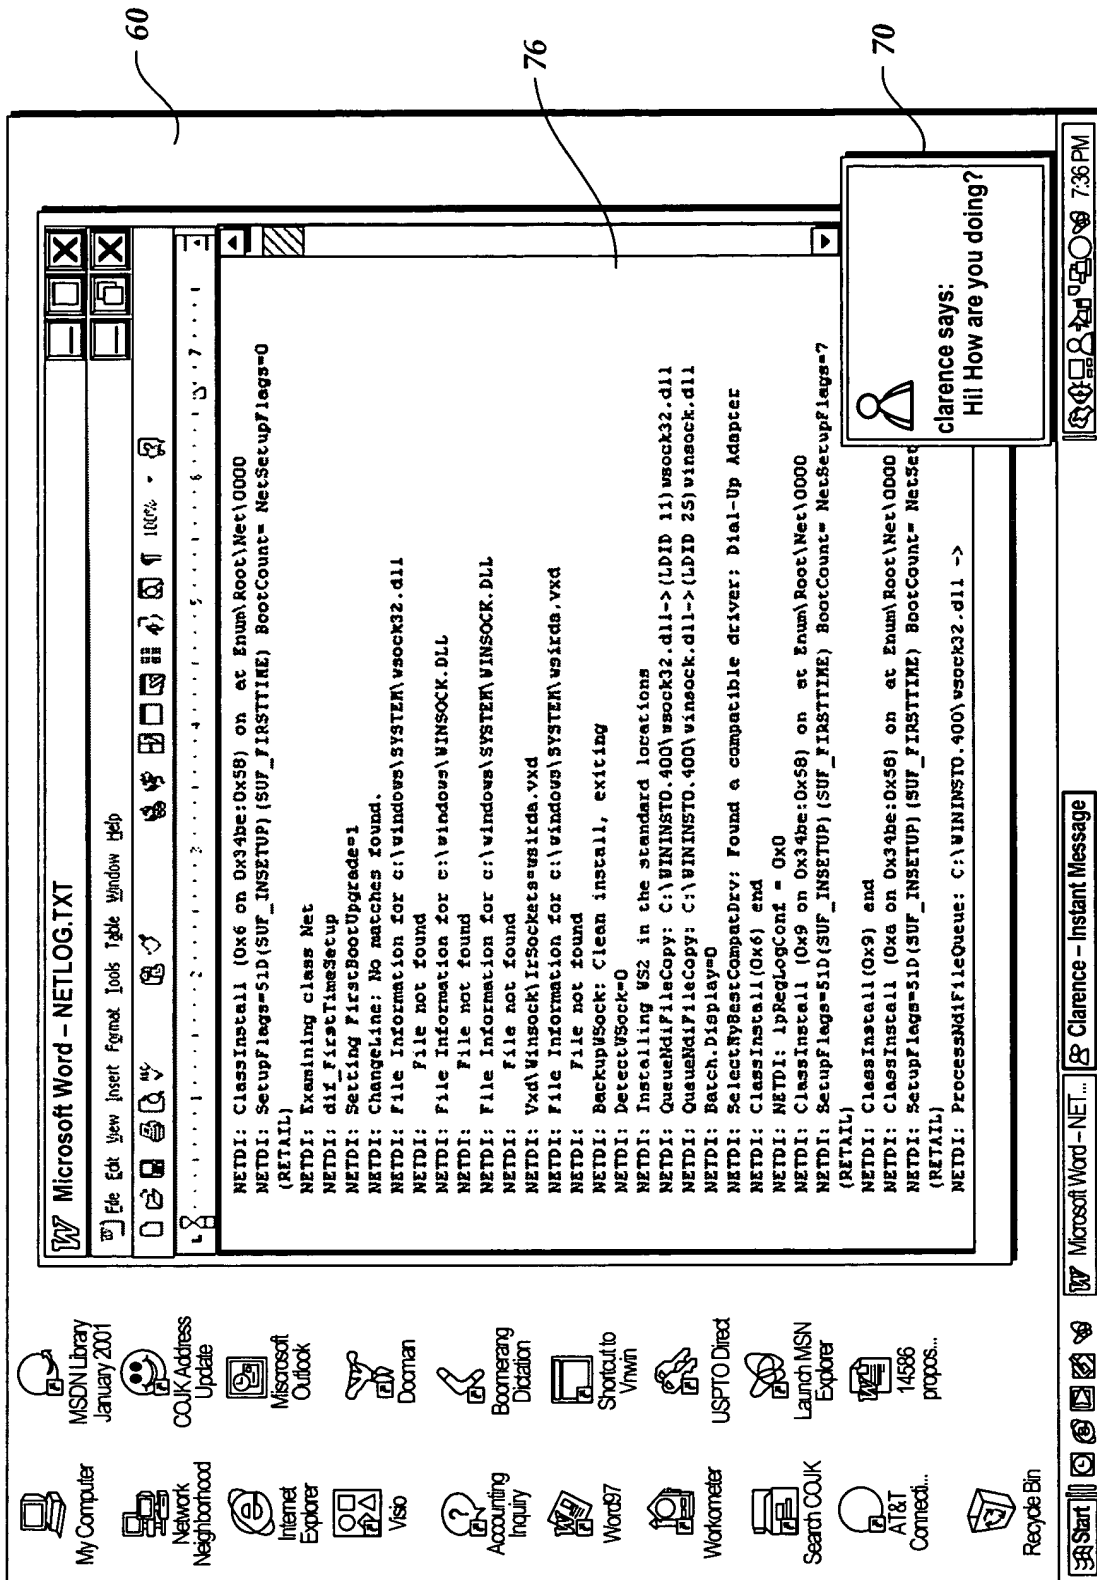 60
76
70
Microsoft Word – NETLOG.TXT
File Edit View Insert Format Tools Table Window Help
100%
1 2 3 4 5 6 7
NETDI: ClassInstall (0x6 on 0x34be:0x58) on at Enum\Root\Net\0000
NETDI: SetupFlags=51D(SUF_INSETUP)(SUF_FIRSTTIME) BootCount= NetSetupFlags=0
(RETAIL)
NETDI: Examining class Net
NETDI: dif_FirstTimeSetup
NETDI: Setting FirstBootUpgrade=1
NETDI: ChangeLine: No matches found.
NETDI: File Information for c:\windows\SYSTEM\wsock32.dll
NETDI: File not found
NETDI: File Information for c:\windows\WINSOCK.DLL
NETDI: File not found
NETDI: File Information for c:\windows\SYSTEM\WINSOCK.DLL
NETDI: File not found
NETDI: Vxd\Winsock\IrSockets=wsirda.vxd
NETDI: File Information for c:\windows\SYSTEM\wsirda.vxd
NETDI: File not found
NETDI: BackupWSock: Clean install, exiting
NETDI: DetectWSock=0
NETDI: Installing WS2 in the standard locations
NETDI: QueueNdiFileCopy: C:\WININST0.400\wsock32.dll->(LDID 11)wsock32.dll
NETDI: QueueNdiFileCopy: C:\WININST0.400\winsock.dll->(LDID 25)winsock.dll
NETDI: Batch.Display=0
NETDI: SelectMyBestCompatDrv: Found a compatible driver: Dial-Up Adapter
NETDI: ClassInstall(0x6) end
NETDI: NETDI: lpRegLogConf = 0x0
NETDI: ClassInstall (0x9 on 0x34be:0x58) on at Enum\Root\Net\0000
NETDI: SetupFlags=51D(SUF_INSETUP)(SUF_FIRSTTIME) BootCount= NetSetupFlags=7
(RETAIL)
NETDI: ClassInstall(0x9) end
NETDI: ClassInstall (0xa on 0x34be:0x58) on at Enum\Root\Net\0000
NETDI: SetupFlags=51D(SUF_INSETUP)(SUF_FIRSTTIME) BootCount= NetSet
(RETAIL)
NETDI: ProcessNdiFileQueue: C:\WININST0.400\wsock32.dll ->
clarence says:
Hi! How are you doing?
My Computer
MSDN Library January 2001
Network Neighborhood
COJK Address Update
Internet Explorer
Miscrosoft Outlook
Visio
Dooman
Accounting Inquiry
Boomerang Dictation
Word97
Shortcut to Vnwin
Workometer
USPTO Direct
Search COJK
Launch MSN Explorer
AT&T Connecti...
14586 propos...
Recycle Bin
Start
Microsoft Word – NET...
Clarence – Instant Message
7:36 PM